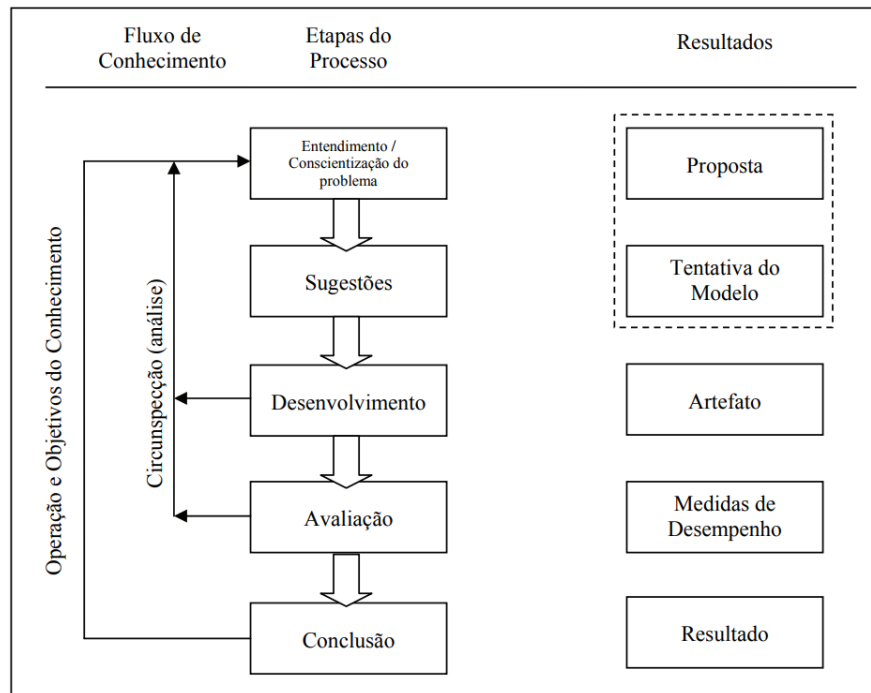 Fluxo de
Conhecimento
Etapas do
Processo
Resultados
Entendimento /
Conscientização do
problema
Proposta
Sugestões
Tentativa do
Modelo
Desenvolvimento
Artefato
Avaliação
Medidas de
Desempenho
Conclusão
Resultado
Operação e Objetivos do Conhecimento
Circunspecção (análise)